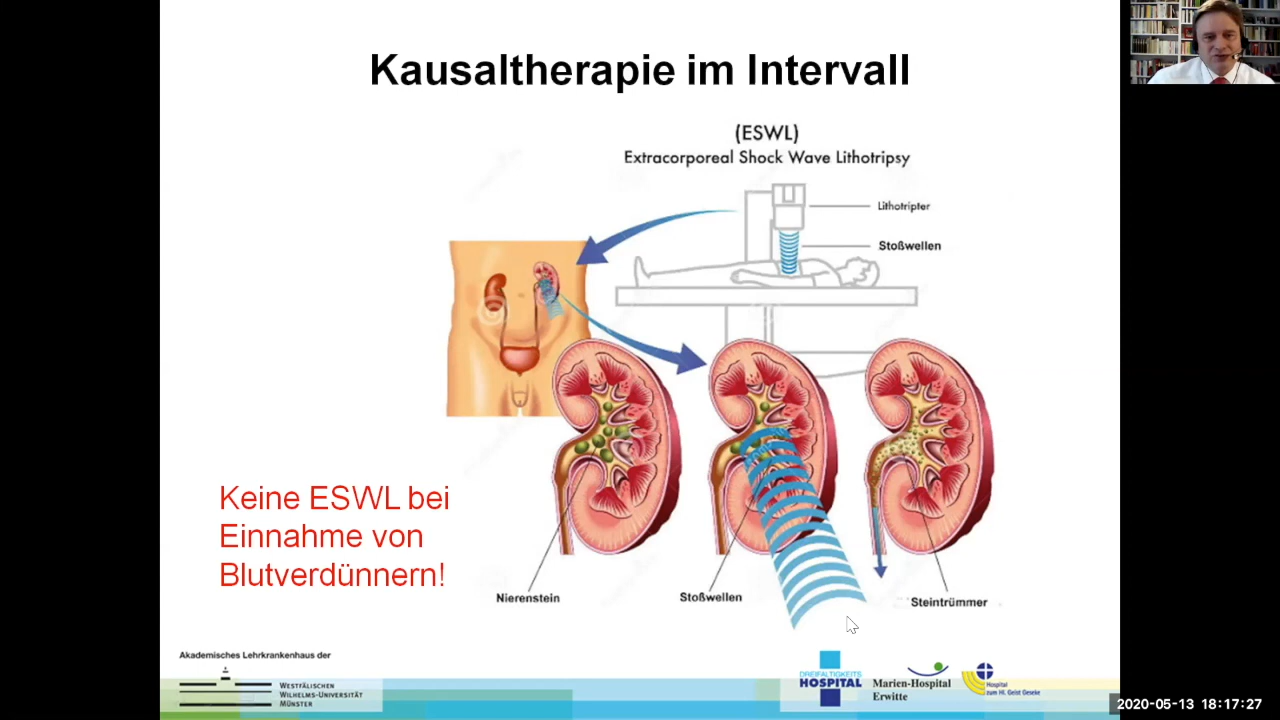 Kausaltherapie im Intervall
(ESWL)
Extracorporeal Shock Wave Lithotripsy
Lithotripter
Stoßwellen
Keine ESWL bei
Einnahme von
Blutverdünnern!
Nierenstein
Stoßwellen
Steintrümmer
Akademisches Lehrkrankenhaus der
WESTFÄLISCHEN
WILHELMS-UNIVERSITÄT
MÜNSTER
DREIFALTIGKEITS
HOSPITAL
Marien-Hospital
Erwitte
Hospital
zum Hl. Geist Geseke
2020-05-13 18:17:27